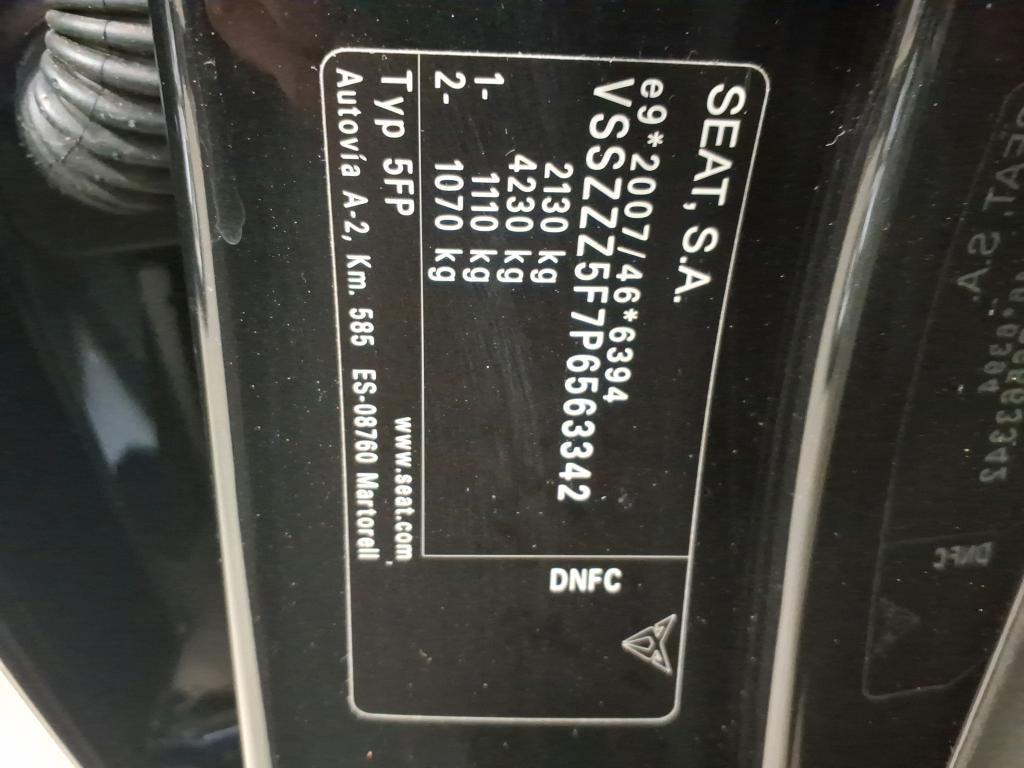 SEAT, S.A.
e9*2007/46*6394
VSSZZZ5F7P6563342
2130 kg
4230 kg
1- 1110 kg
2- 1070 kg
DNFC
Typ 5FP
www.seat.com
Autovía A-2, Km. 585 ES-08760 Martorell